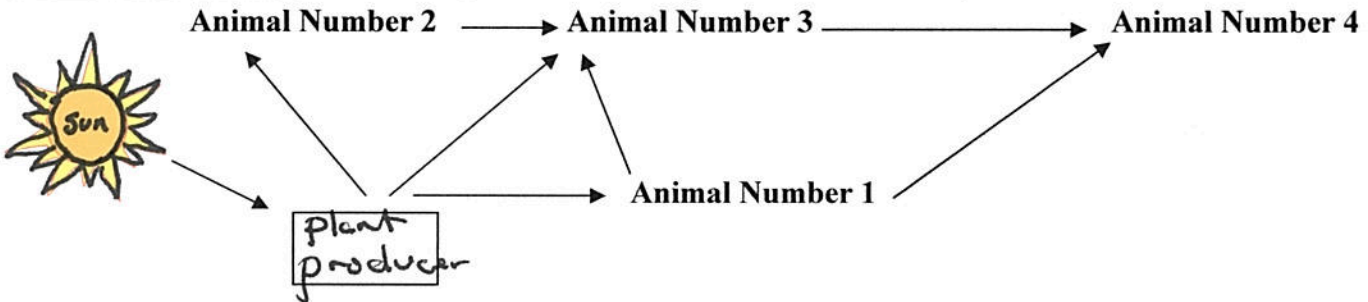 Animal Number 2
Animal Number 3
Animal Number 4
Sun
Animal Number 1
plant
producer